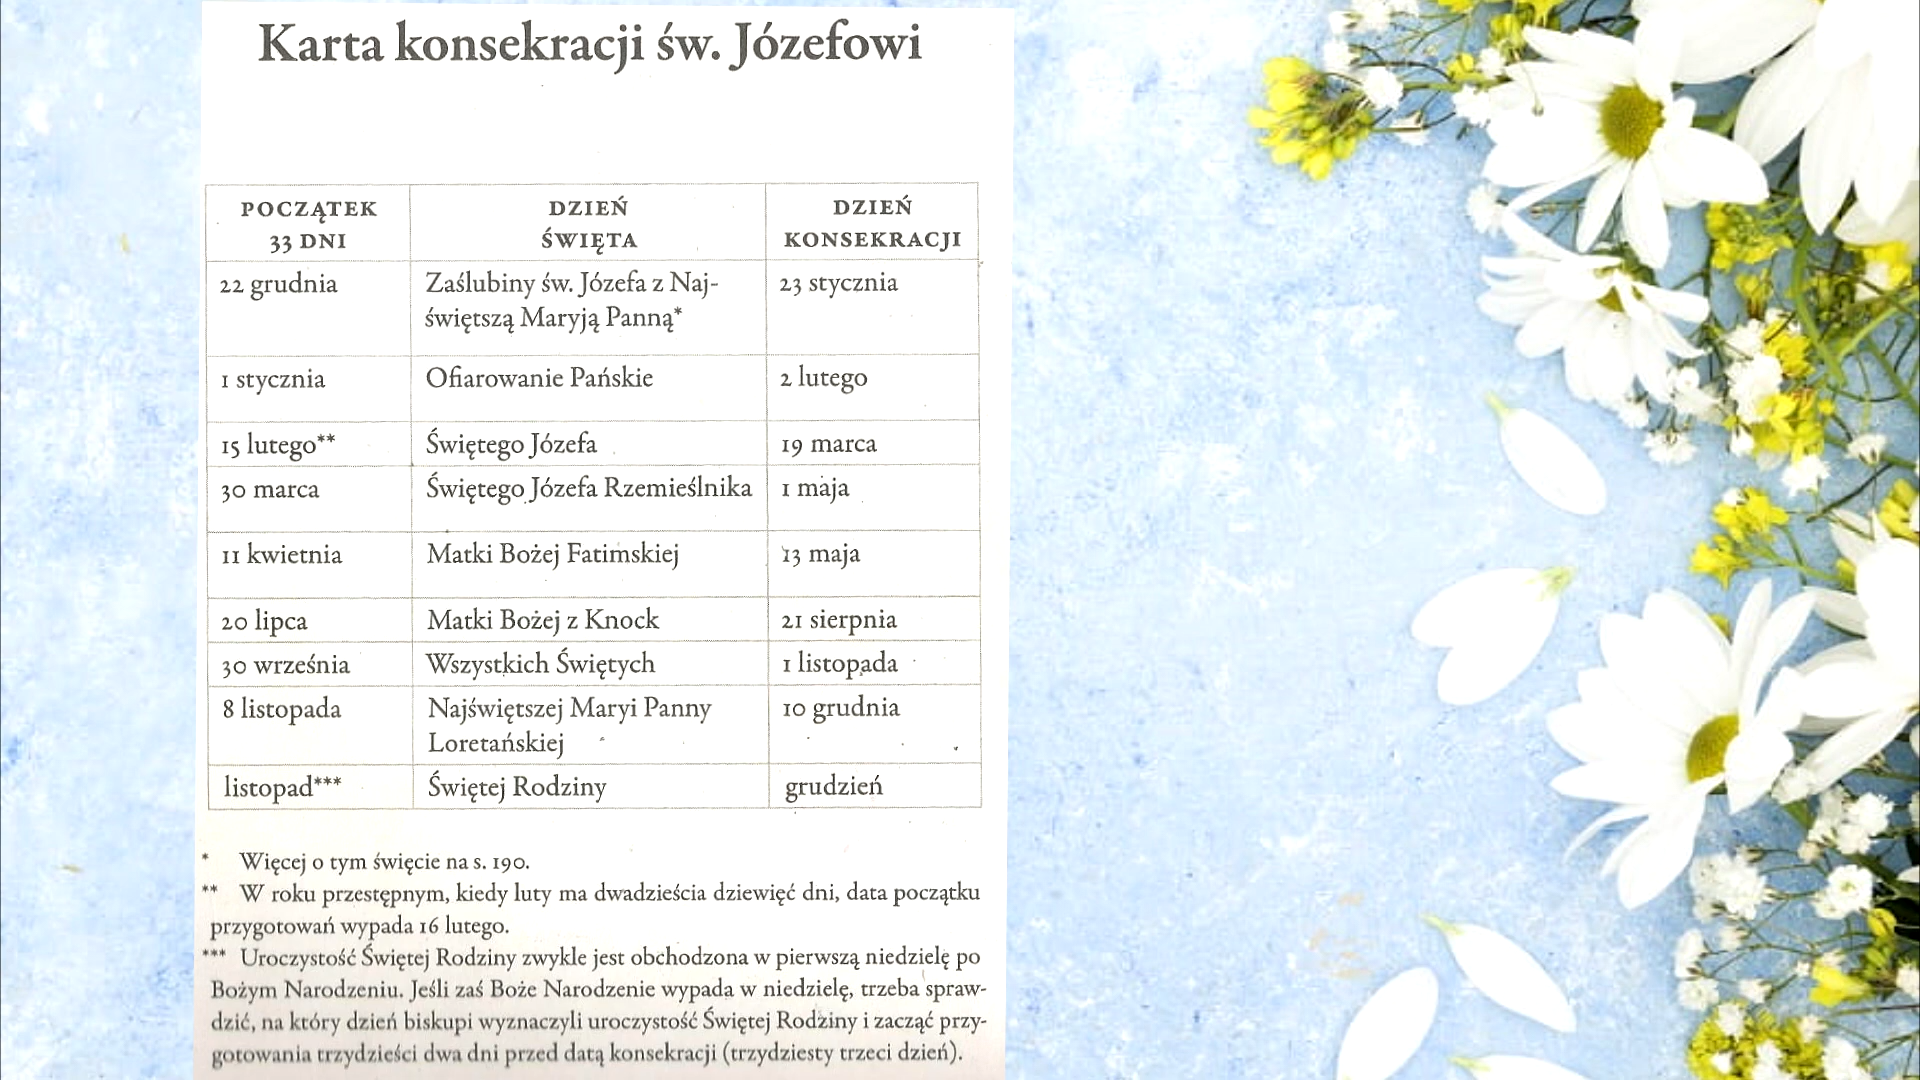 Karta konsekracji św. Józefowi
POCZĄTEK
33 DNI
DZIEŃ
ŚWIĘTA
DZIEŃ
KONSEKRACJI
22 grudnia
Zaślubiny św. Józefa z Naj-
świętszą Maryją Panną*
23 stycznia
1 stycznia
Ofiarowanie Pańskie
2 lutego
15 lutego**
Świętego Józefa
19 marca
30 marca
Świętego Józefa Rzemieślnika
1 maja
11 kwietnia
Matki Bożej Fatimskiej
13 maja
20 lipca
Matki Bożej z Knock
21 sierpnia
30 września
Wszystkich Świętych
1 listopada
8 listopada
Najświętszej Maryi Panny
Loretańskiej
10 grudnia
listopad***
Świętej Rodziny
grudzień
* Więcej o tym święcie na s. 190.
** W roku przestępnym, kiedy luty ma dwadzieścia dziewięć dni, data początku
przygotowań wypada 16 lutego.
*** Uroczystość Świętej Rodziny zwykle jest obchodzona w pierwszą niedzielę po
Bożym Narodzeniu. Jeśli zaś Boże Narodzenie wypada w niedzielę, trzeba spraw-
dzić, na który dzień biskupi wyznaczyli uroczystość Świętej Rodziny i zacząć przy-
gotowania trzydzieści dwa dni przed datą konsekracji (trzydziesty trzeci dzień).